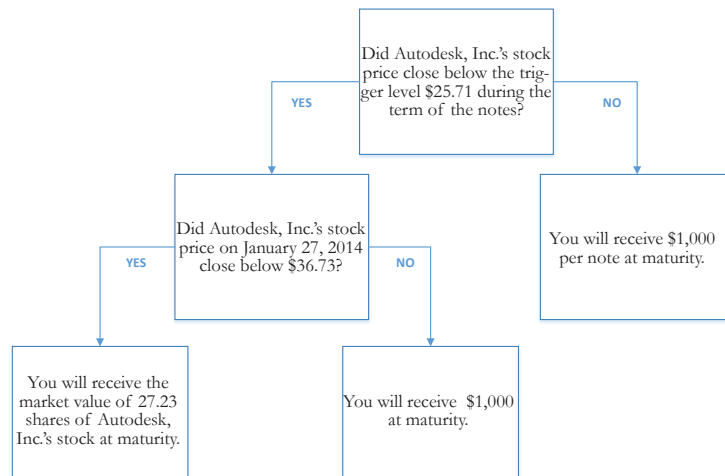 Did Autodesk, Inc.'s stock
price close below the trig-
ger level $25.71 during the
term of the notes?
YES
NO
Did Autodesk, Inc.'s stock
price on January 27, 2014
close below $36.73?
You will receive $1,000
per note at maturity.
YES
NO
You will receive the
market value of 27.23
shares of Autodesk,
Inc.'s stock at maturity.
You will receive $1,000
at maturity.